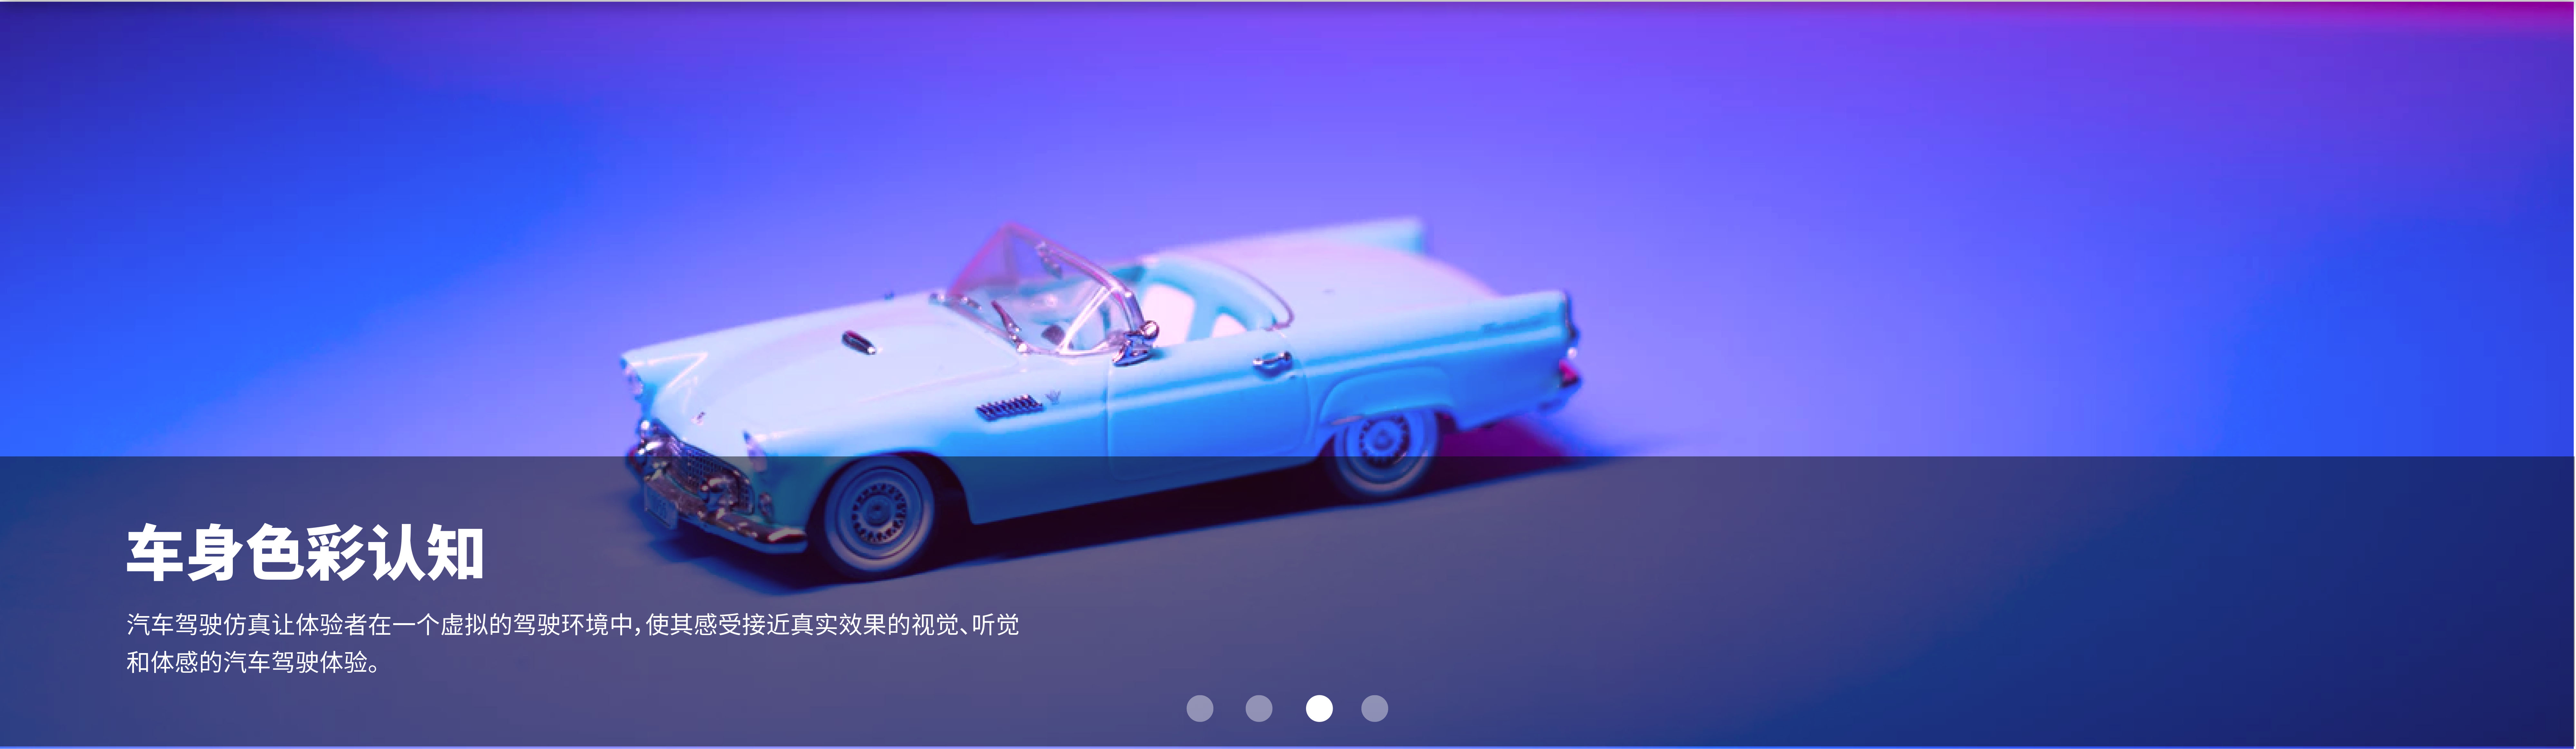 车身色彩认知
汽车驾驶仿真让体验者在一个虚拟的驾驶环境中,使其感受接近真实效果的视觉、听觉
和体感的汽车驾驶体验。